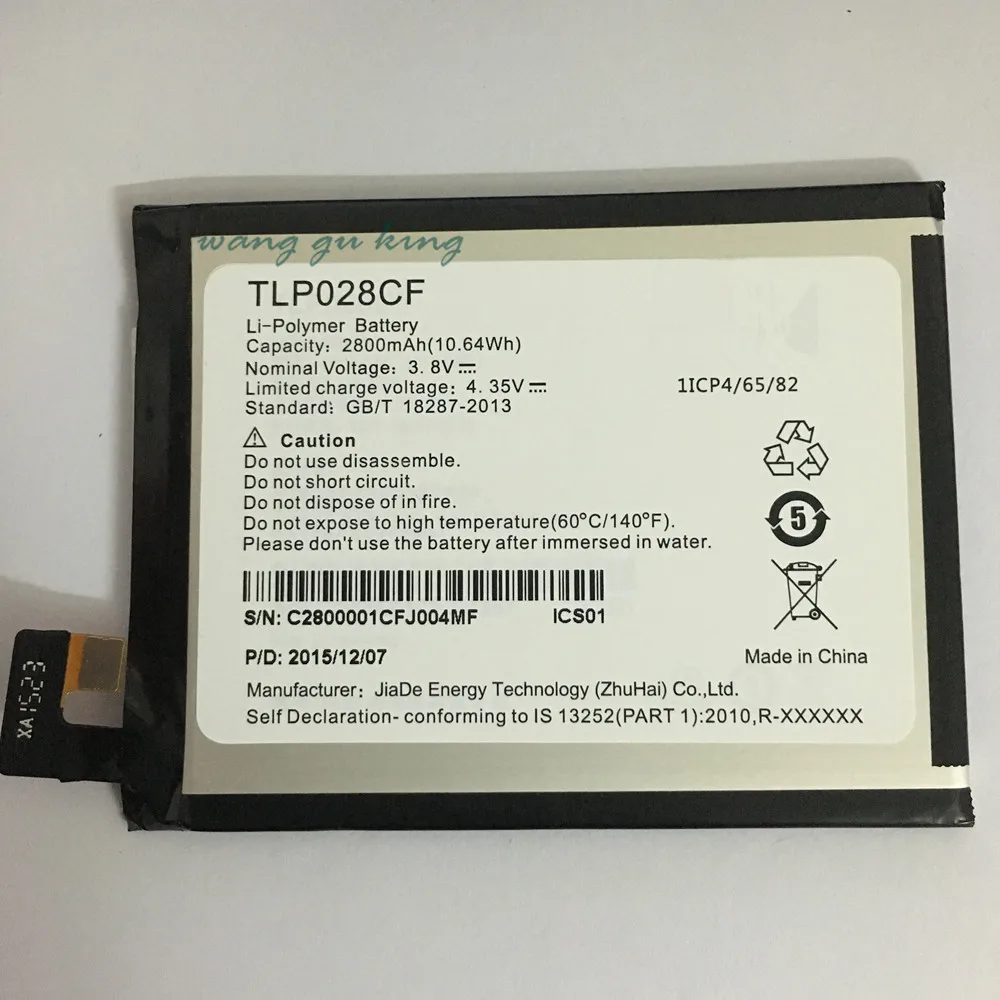 wang gu king
TLP028CF
Li-Polymer Battery
Capacity: 2800mAh(10.64Wh)
Nominal Voltage: 3.8V
Limited charge voltage: 4.35V
Standard: GB/T 18287-2013
1ICP4/65/82
Caution
Do not use disassemble.
Do not short circuit.
Do not dispose of in fire.
Do not expose to high temperature(60°C/140°F).
Please don't use the battery after immersed in water.
5
S/N: C2800001CFJ004MF ICS01
P/D: 2015/12/07
Made in China
Manufacturer: JiaDe Energy Technology (ZhuHai) Co.,Ltd.
Self Declaration- conforming to IS 13252(PART 1):2010,R-XXXXXX
XA1523